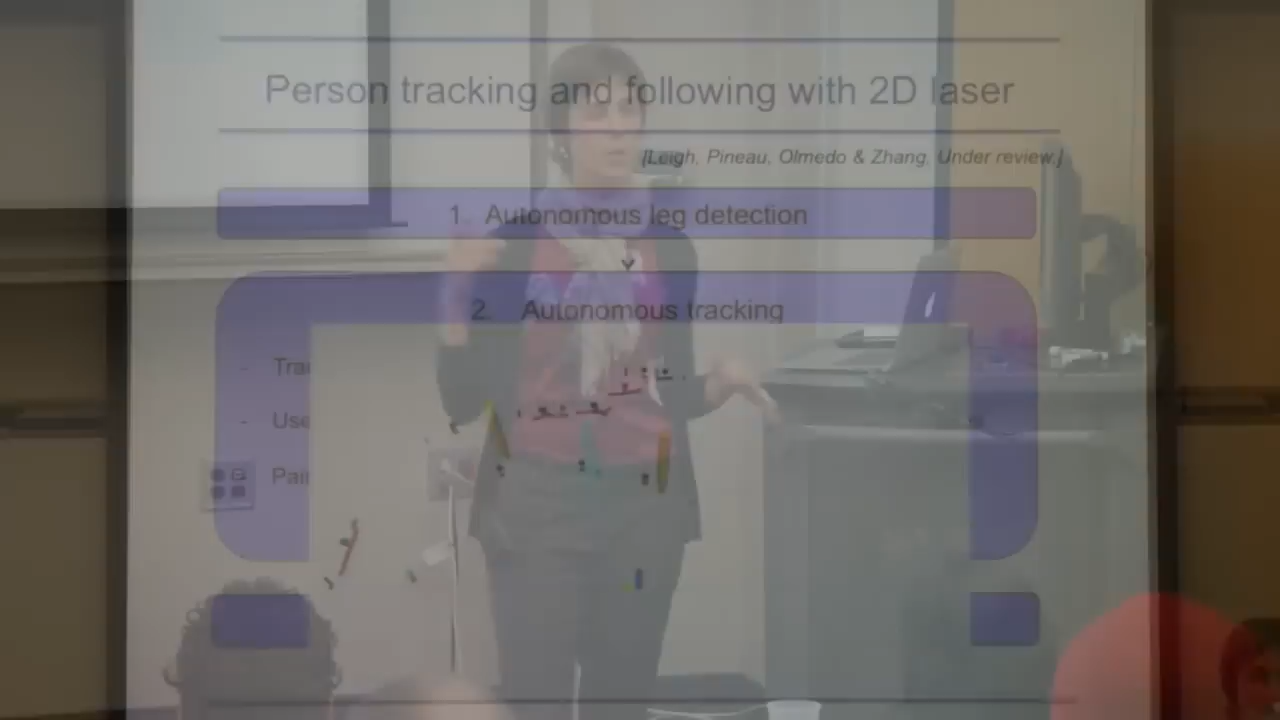 Person tracking and following with 2D laser
[Leigh, Pineau, Olmedo & Zhang, Under review.]
1. Autonomous leg detection
2. Autonomous tracking
-
-